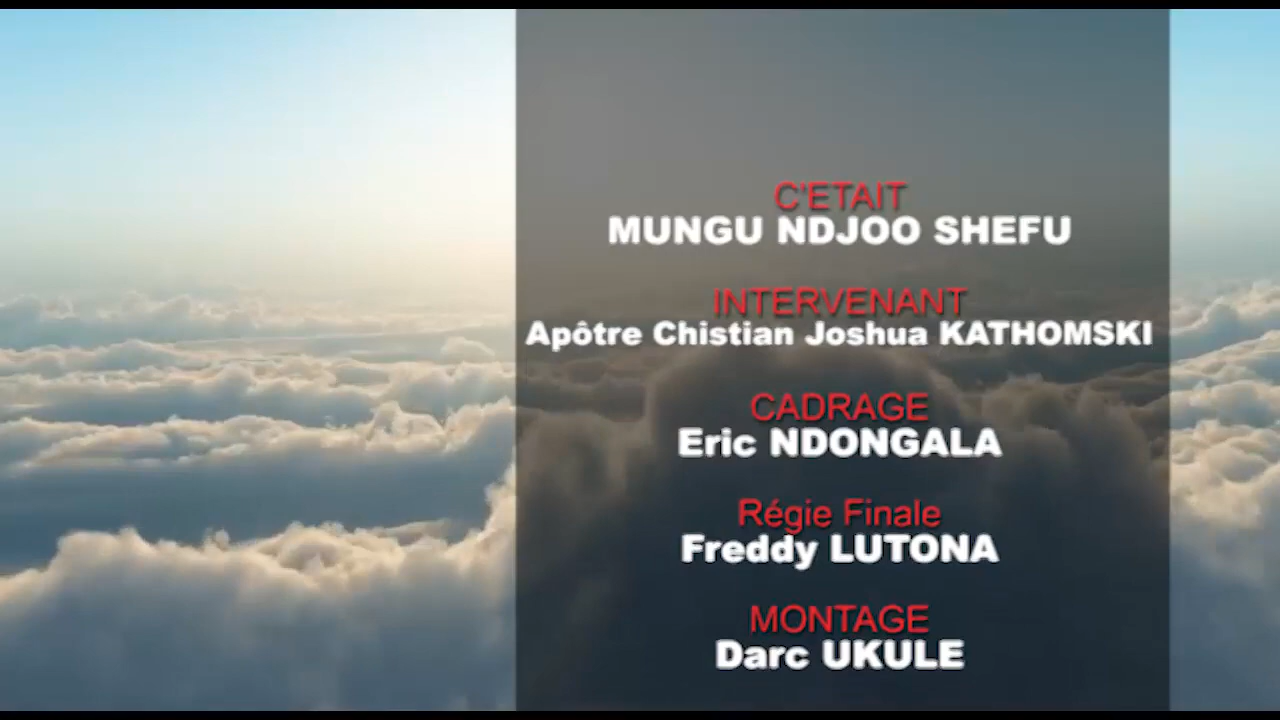 C'ETAIT
MUNGU NDJOO SHEFU
INTERVENANT
Apôtre Chistian Joshua KATHOMSKI
CADRAGE
Eric NDONGALA
Régie Finale
Freddy LUTONA
MONTAGE
Darc UKULE